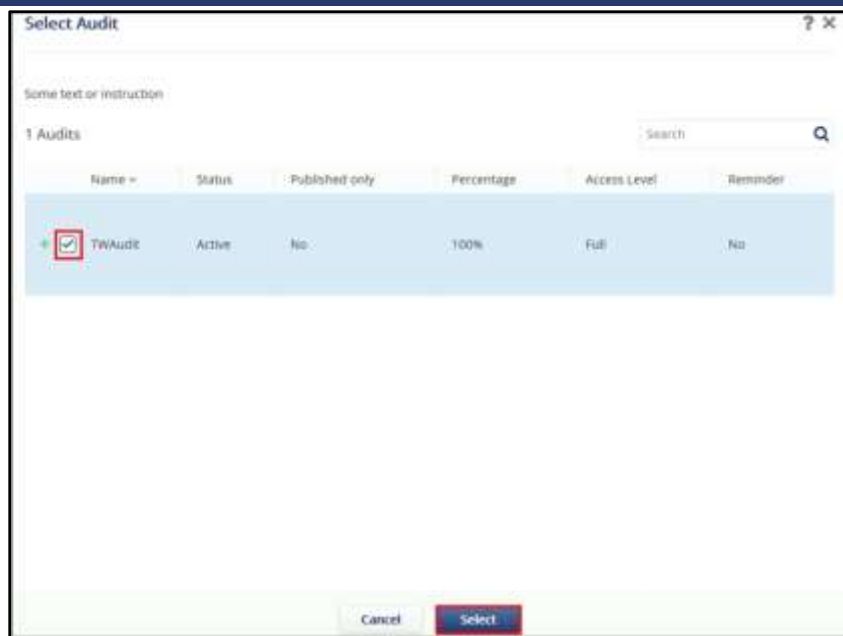 Select Audit ? ×
Some text or instruction
1 Audits Search
Name Status Published only Percentage Access Level Reminder
+ TWAudit Active No 100% Full No
Cancel Select